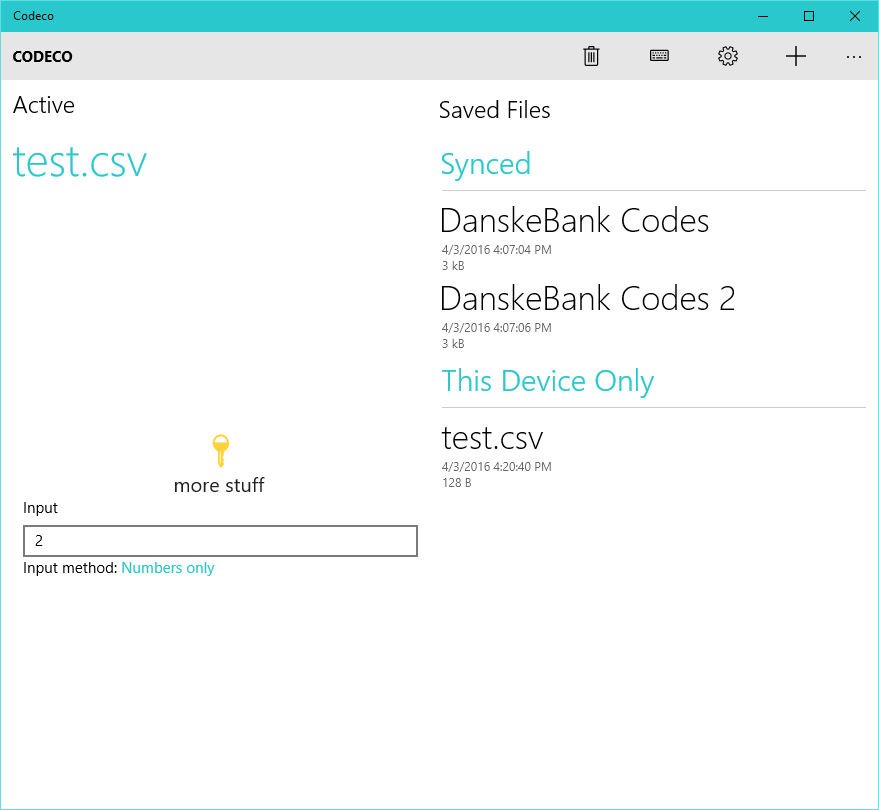 Codeco
CODECO
Active
test.csv
more stuff
Input
2
Input method: Numbers only
Saved Files
Synced
DanskeBank Codes
4/3/2016 4:07:04 PM
3 kB
DanskeBank Codes 2
4/3/2016 4:07:06 PM
3 kB
This Device Only
test.csv
4/3/2016 4:20:40 PM
128 B